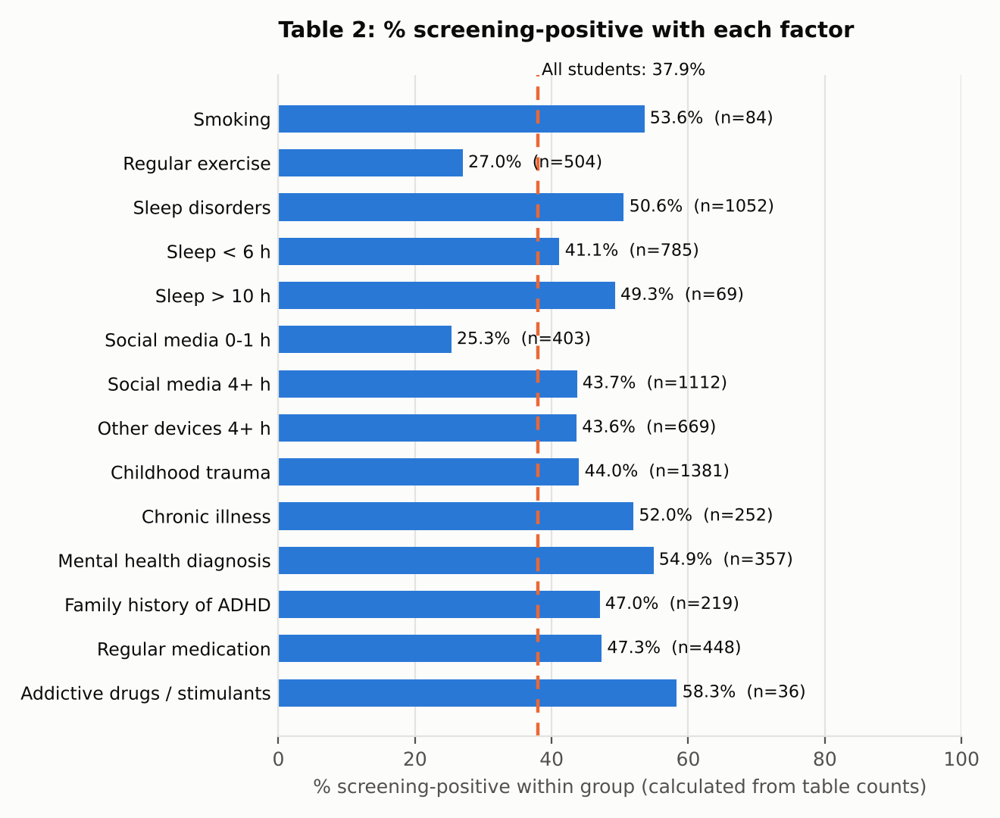 Table 2: % screening-positive with each factor
All students: 37.9%
Smoking 53.6% (n=84)
Regular exercise 27.0% (n=504)
Sleep disorders 50.6% (n=1052)
Sleep < 6 h 41.1% (n=785)
Sleep > 10 h 49.3% (n=69)
Social media 0-1 h 25.3% (n=403)
Social media 4+ h 43.7% (n=1112)
Other devices 4+ h 43.6% (n=669)
Childhood trauma 44.0% (n=1381)
Chronic illness 52.0% (n=252)
Mental health diagnosis 54.9% (n=357)
Family history of ADHD 47.0% (n=219)
Regular medication 47.3% (n=448)
Addictive drugs / stimulants 58.3% (n=36)
0 20 40 60 80 100
% screening-positive within group (calculated from table counts)